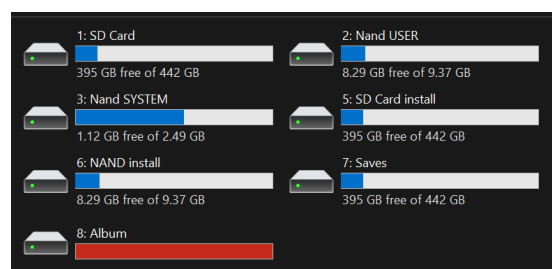 1: SD Card
395 GB free of 442 GB
2: Nand USER
8.29 GB free of 9.37 GB
3: Nand SYSTEM
1.12 GB free of 2.49 GB
5: SD Card install
395 GB free of 442 GB
6: NAND install
8.29 GB free of 9.37 GB
7: Saves
395 GB free of 442 GB
8: Album